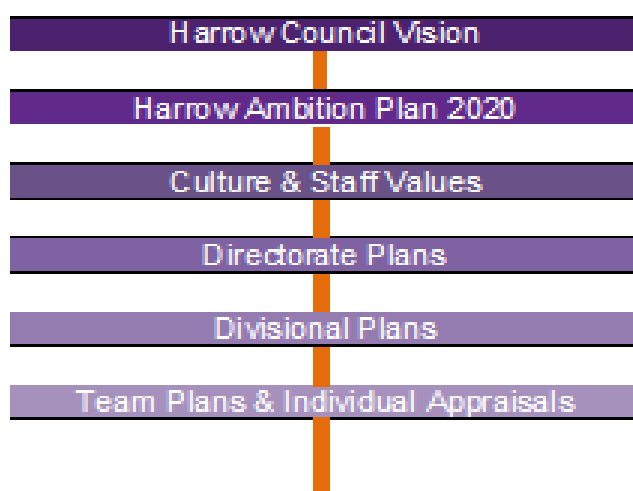 Harrow Council Vision
Harrow Ambition Plan 2020
Culture & Staff Values
Directorate Plans
Divisional Plans
Team Plans & Individual Appraisals